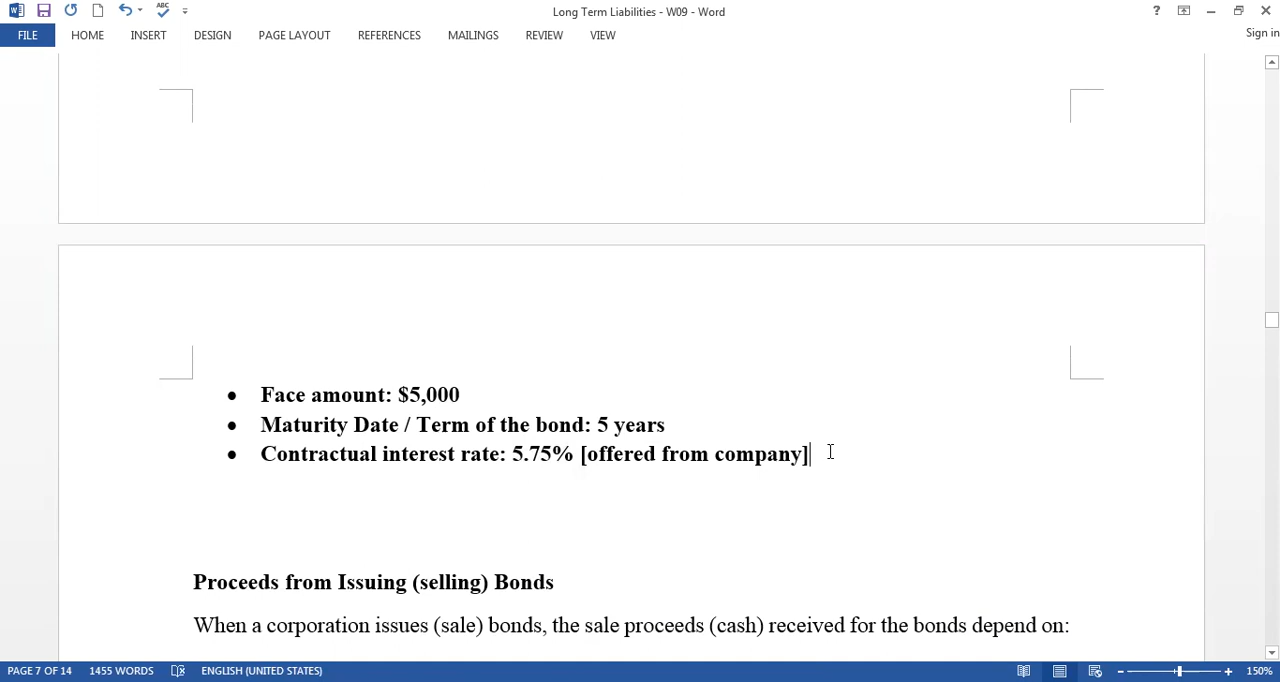 Long Term Liabilities - W09 - Word
?
FILE HOME INSERT DESIGN PAGE LAYOUT REFERENCES MAILINGS REVIEW VIEW Sign in
• Face amount: $5,000
• Maturity Date / Term of the bond: 5 years
• Contractual interest rate: 5.75% [offered from company]
Proceeds from Issuing (selling) Bonds
When a corporation issues (sale) bonds, the sale proceeds (cash) received for the bonds depend on:
PAGE 7 OF 14 1455 WORDS ENGLISH (UNITED STATES) 150%